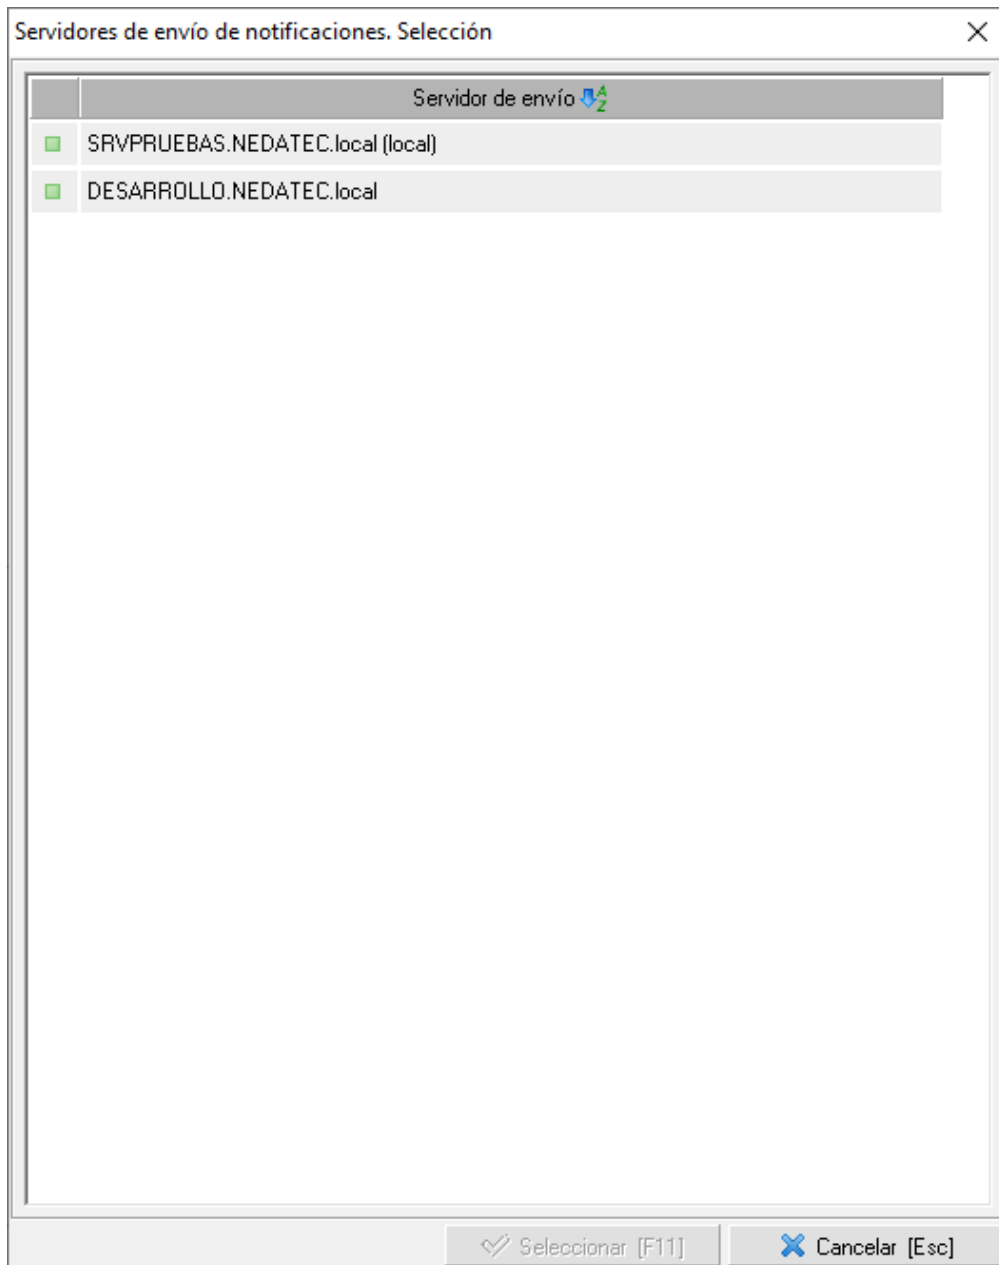 Servidores de envío de notificaciones. Selección
Servidor de envío
SRVPRUEBAS.NEDATEC.local (local)
DESARROLLO.NEDATEC.local
Seleccionar [F11]
Cancelar [Esc]